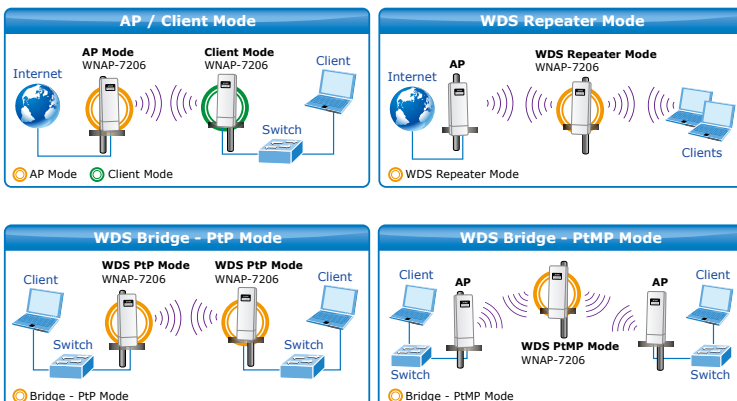 AP / Client Mode
AP Mode
WNAP-7206
Client Mode
WNAP-7206
Internet
Client
Switch
AP Mode
Client Mode
WDS Repeater Mode
AP
WDS Repeater Mode
WNAP-7206
Internet
Clients
WDS Repeater Mode
WDS Bridge - PtP Mode
WDS PtP Mode
WNAP-7206
WDS PtP Mode
WNAP-7206
Client
Client
Switch
Switch
Bridge - PtP Mode
WDS Bridge - PtMP Mode
Client
AP
AP
Client
WDS PtMP Mode
WNAP-7206
Switch
Switch
Bridge - PtMP Mode